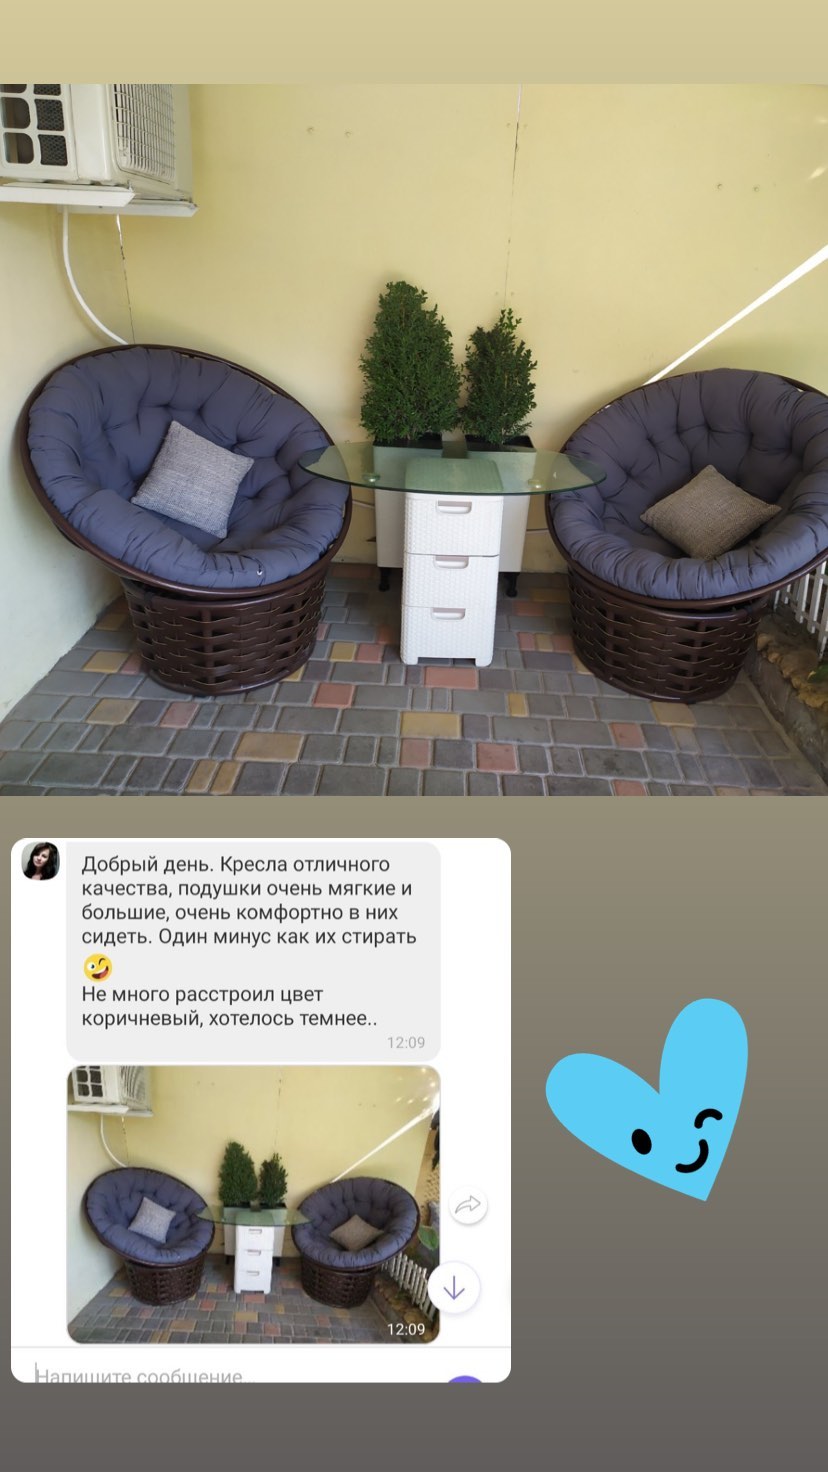 Добрый день. Кресла отличного
качества, подушки очень мягкие и
большие, очень комфортно в них
сидеть. Один минус как их стирать
😜
Не много расстроил цвет
коричневый, хотелось темнее..
12:09
12:09
Напишите сообщение...